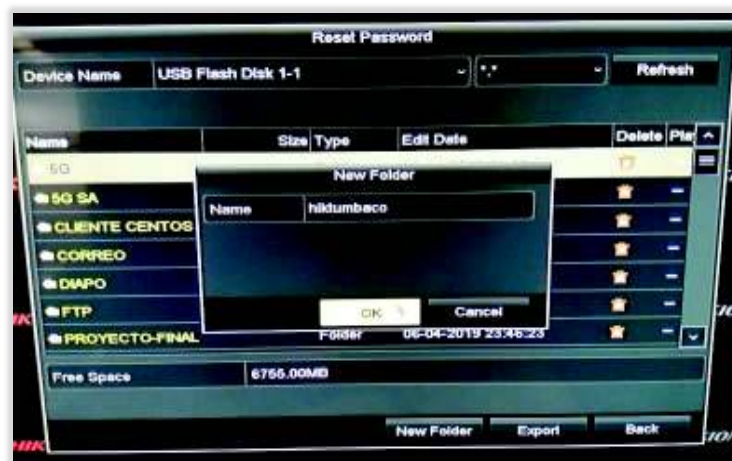 Reset Password
Device Name USB Flash Disk 1-1 *.* Refresh
Name Size Type Edit Date Delete Play
5G
5G SA
CLIENTE CENTOS
CORREO
DIAPO
FTP
PROYECTO-FINAL Folder 06-04-2019 23:46:23
New Folder
Name hikdumbaco
OK Cancel
Free Space 6755.00MB
New Folder Export Back